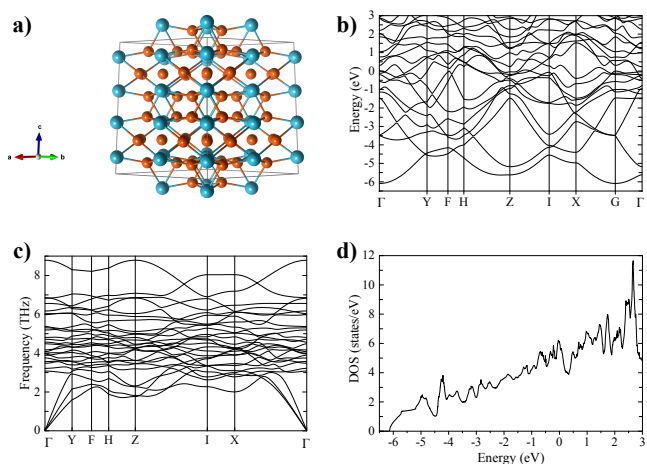 a)
c
a
b
b)
Energy (eV)
3
2
1
0
-1
-2
-3
-4
-5
-6
Γ Y F H Z I X G Γ
c)
Frequency (THz)
8
6
4
2
0
Γ Y F H Z I X Γ
d)
DOS (states/eV)
12
10
8
6
4
2
0
-6 -5 -4 -3 -2 -1 0 1 2 3
Energy (eV)